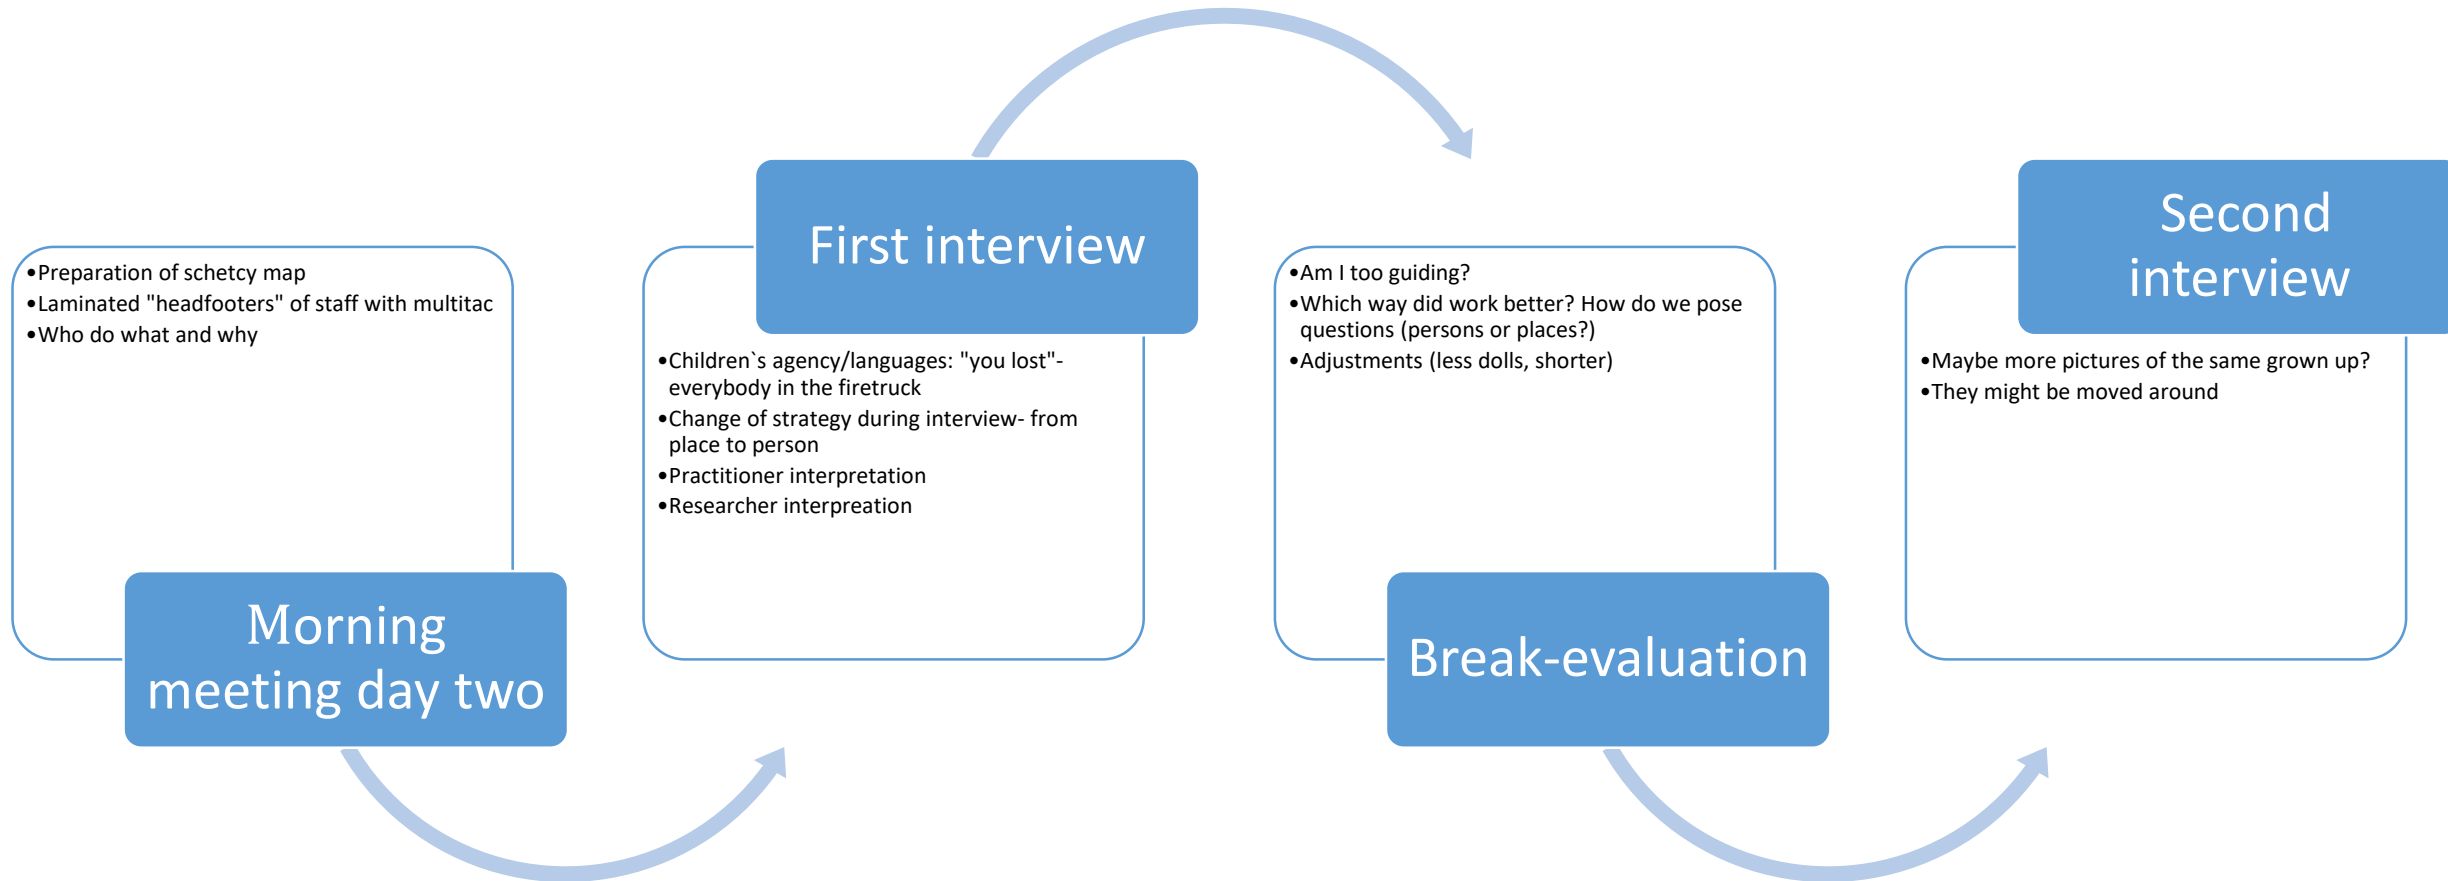 •Preparation of schetcy map
•Laminated "headfooters" of staff with multitac
•Who do what and why
Morning
meeting day two
First interview
•Children`s agency/languages: "you lost"-
everybody in the firetruck
•Change of strategy during interview- from
place to person
•Practitioner interpretation
•Researcher interpreation
•Am I too guiding?
•Which way did work better? How do we pose
questions (persons or places?)
•Adjustments (less dolls, shorter)
Break-evaluation
Second
interview
•Maybe more pictures of the same grown up?
•They might be moved around